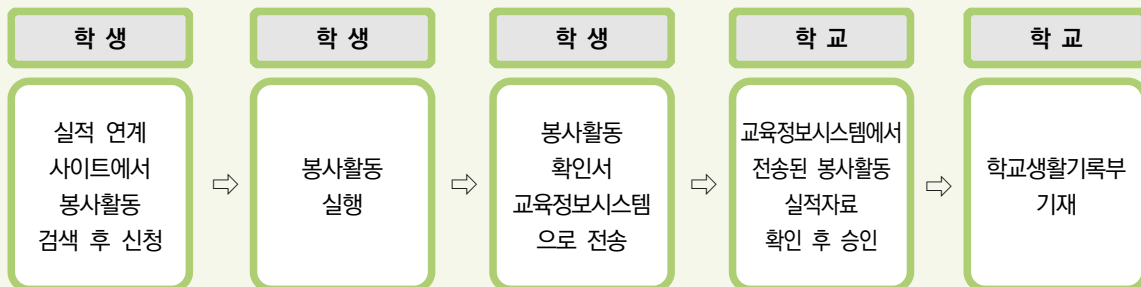 학 생
학 생
학 생
학 교
학 교
실적 연계
사이트에서
봉사활동
검색 후 신청
⇨
봉사활동
실행
⇨
봉사활동
확인서
교육정보시스템
으로 전송
⇨
교육정보시스템에서
전송된 봉사활동
실적자료
확인 후 승인
⇨
학교생활기록부
기재